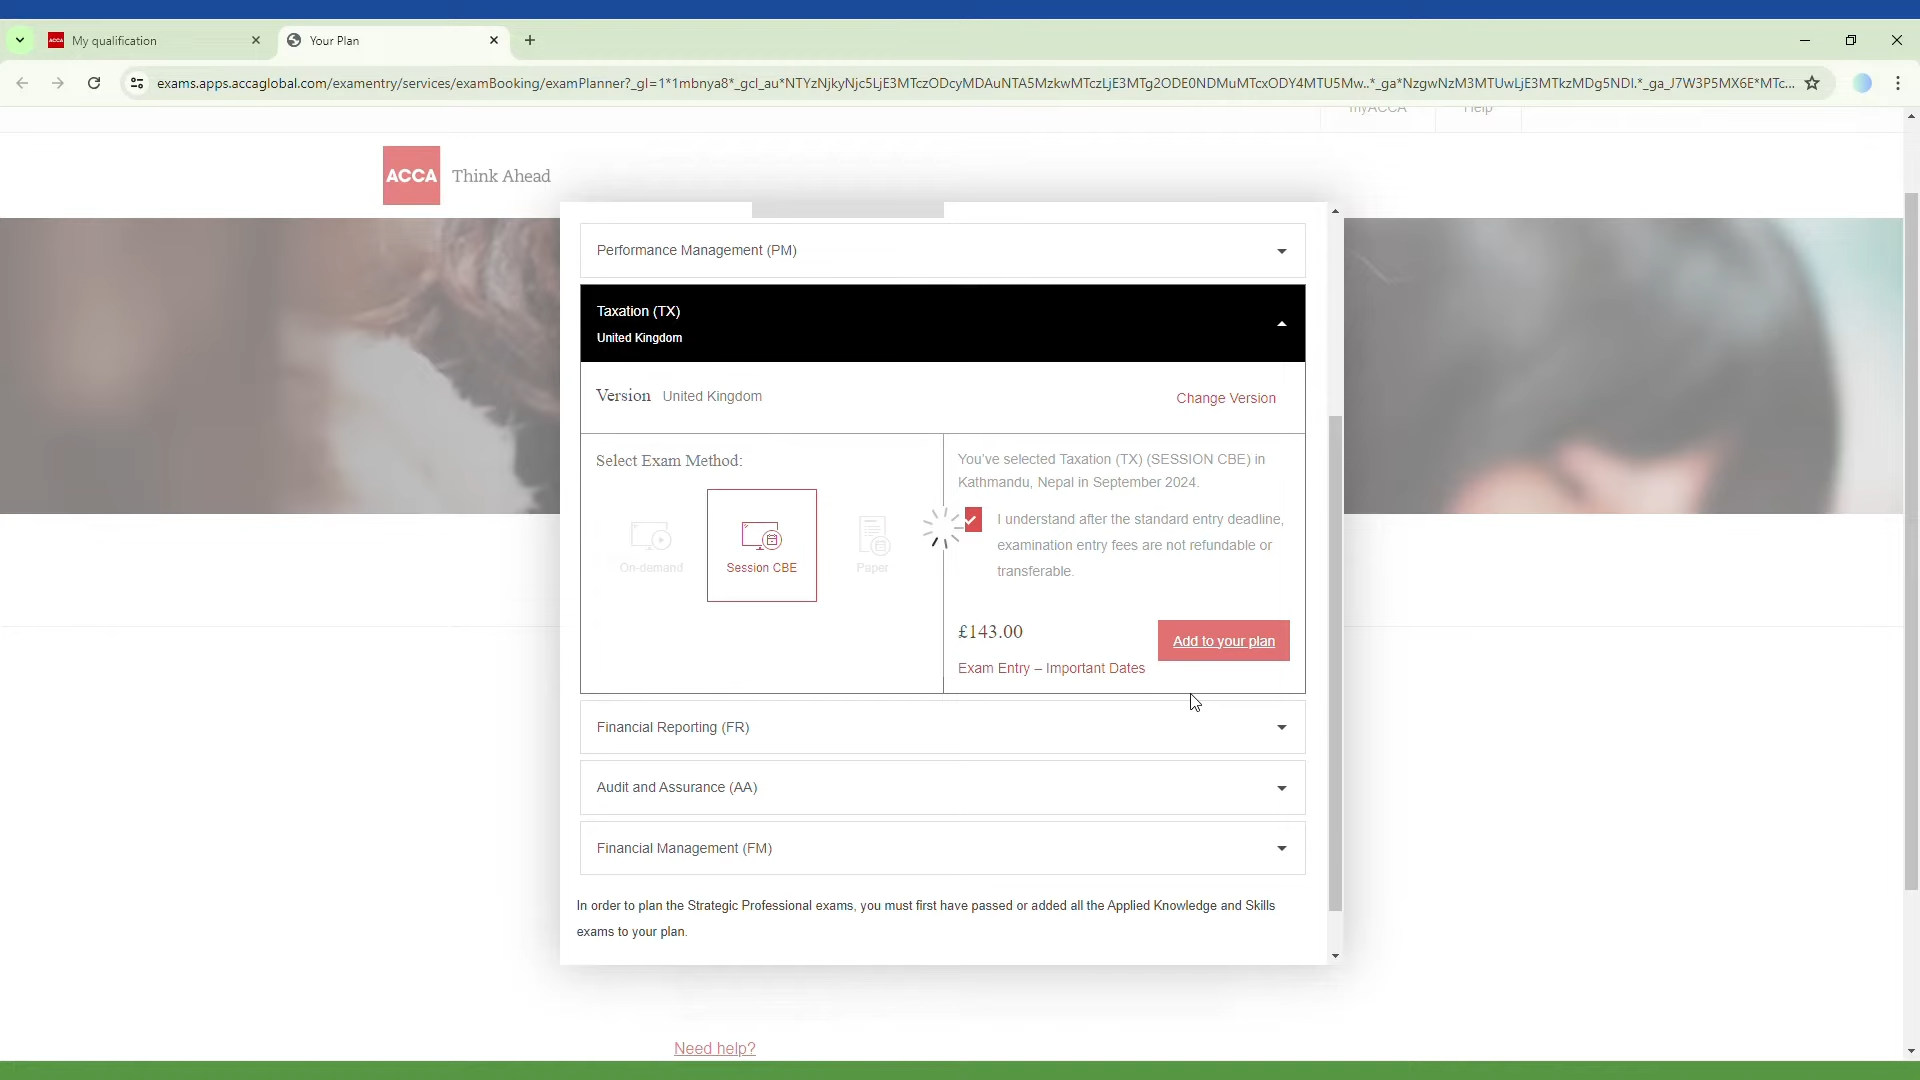 ACCA
My qualification
Your Plan
exams.apps.accaglobal.com/examentry/services/examBooking/examPlanner?_gl=1*1mbnya8*_gcl_au*NTYzNjkyNjc5LjE3MTczODcyMDAuNTA5MzkwMTczLjE3MTg2ODE0NDMuMTcxODY4MTU5Mw..*_ga*NzgwNzM3MTUwLjE3MTkzMDg5NDI.*_ga_J7W3P5MX6E*MTc...
myACCA
Help
ACCA Think Ahead
Performance Management (PM)
Taxation (TX)
United Kingdom
Version United Kingdom
Change Version
Select Exam Method:
On-demand
Session CBE
Paper
You've selected Taxation (TX) (SESSION CBE) in
Kathmandu, Nepal in September 2024.
I understand after the standard entry deadline,
examination entry fees are not refundable or
transferable.
£143.00
Add to your plan
Exam Entry – Important Dates
Financial Reporting (FR)
Audit and Assurance (AA)
Financial Management (FM)
In order to plan the Strategic Professional exams, you must first have passed or added all the Applied Knowledge and Skills
exams to your plan.
Need help?